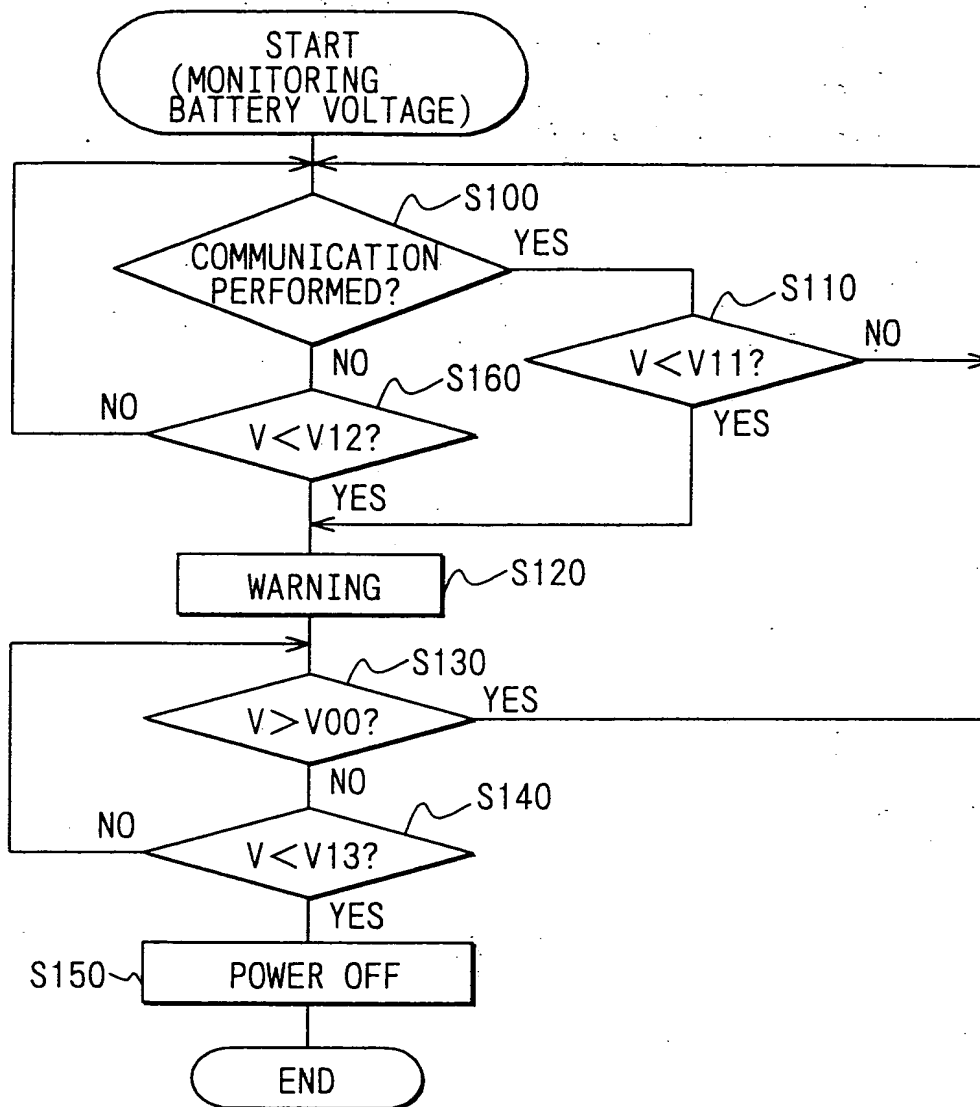 START
(MONITORING
BATTERY VOLTAGE)
S100
COMMUNICATION
PERFORMED?
YES
S110
V<V11?
NO
YES
NO
S160
V<V12?
NO
YES
WARNING
S120
S130
V>V00?
YES
NO
S140
V<V13?
NO
YES
S150
POWER OFF
END